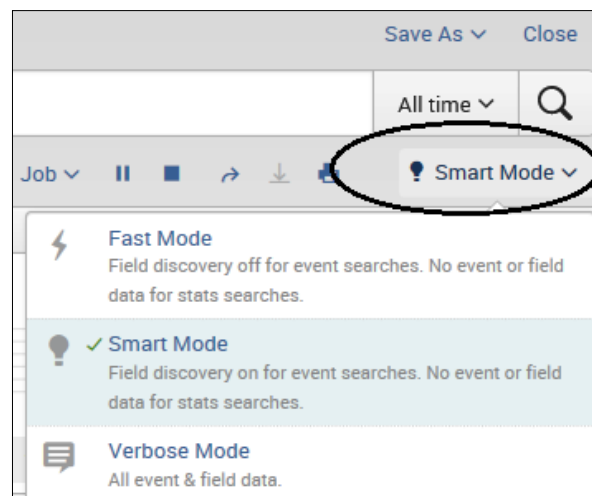 Save As Close
All time
Job Smart Mode
Fast Mode
Field discovery off for event searches. No event or field
data for stats searches.
Smart Mode
Field discovery on for event searches. No event or field
data for stats searches.
Verbose Mode
All event & field data.